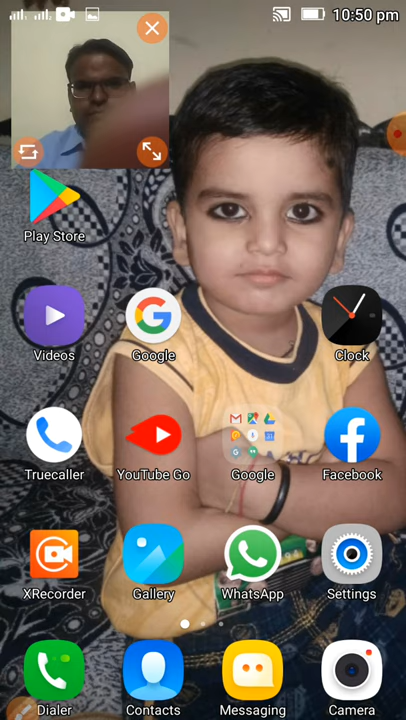 10:50 pm
Play Store
Videos
Google
Clock
Truecaller
YouTube Go
Google
Facebook
XRecorder
Gallery
WhatsApp
Settings
Dialer
Contacts
Messaging
Camera